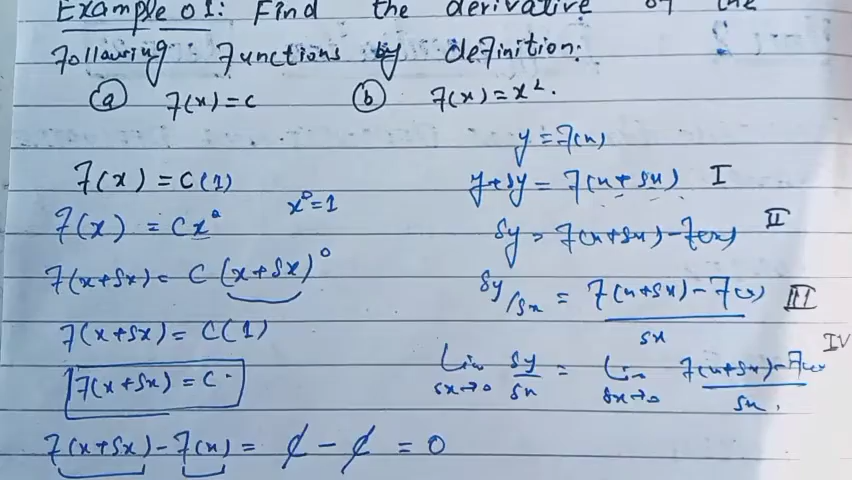 Example 01: Find the derivative of the
Following Functions by definition:
(a) f(x) = c (b) f(x) = x².
f(x) = c(1)
f(x) = cx⁰ x⁰ = 1
f(x+δx) = c (x+δx)⁰
f(x+δx) = c(1)
f(x+δx) = c.
f(x+δx) - f(x) = c - c = 0
y = f(x)
y+δy = f(x+δx) I
δy = f(x+δx) - f(x) II
δy/δx = f(x+δx) - f(x) / δx III
Lim δx→0 δy/δx = Lim δx→0 f(x+δx) - f(x) / δx. IV